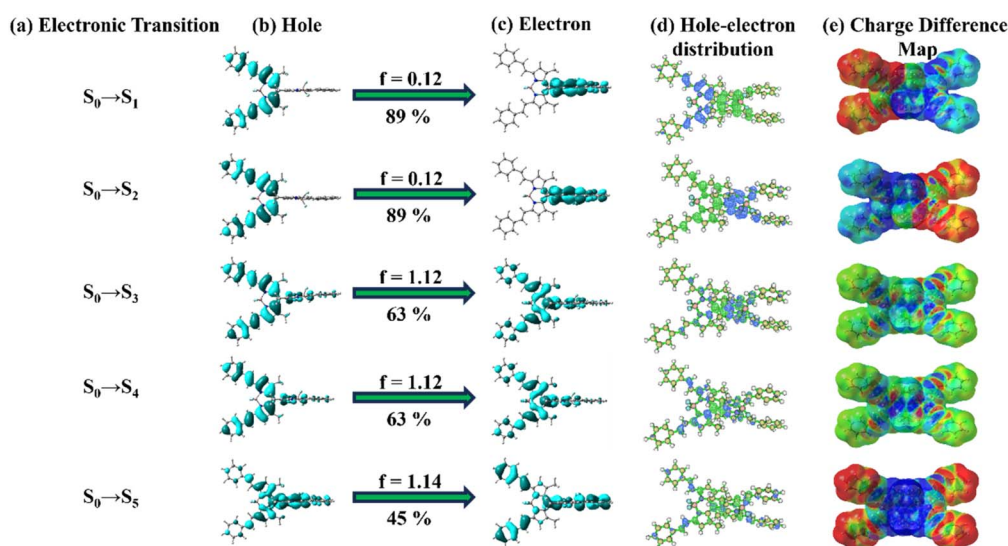 (a) Electronic Transition (b) Hole (c) Electron (d) Hole-electron distribution (e) Charge Difference Map
S₀→S₁
f = 0.12
89 %
S₀→S₂
f = 0.12
89 %
S₀→S₃
f = 1.12
63 %
S₀→S₄
f = 1.12
63 %
S₀→S₅
f = 1.14
45 %